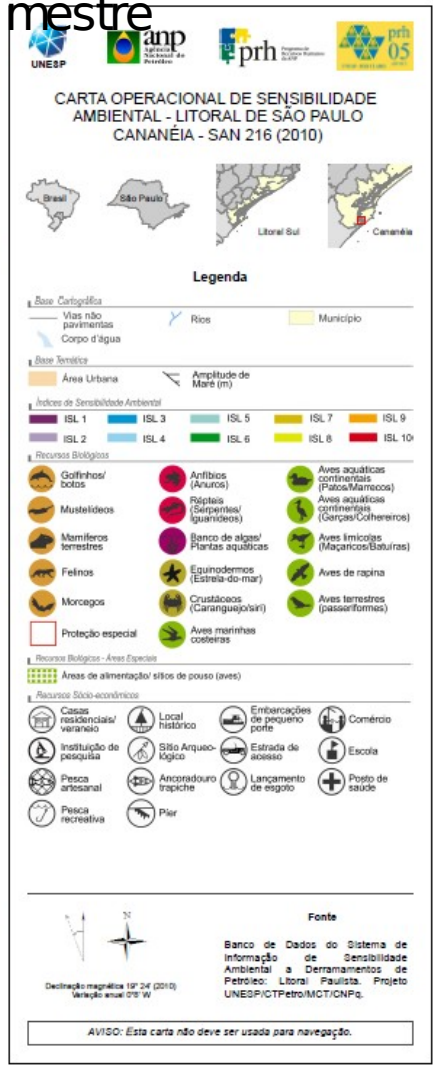 mestre
UNESP
anp
Agência
Nacional do
Petróleo
prh
prh
05
CARTA OPERACIONAL DE SENSIBILIDADE
AMBIENTAL - LITORAL DE SÃO PAULO
CANANÉIA - SAN 216 (2010)
Brasil
São Paulo
Litoral Sul
Cananéia
Legenda
Base Cartográfica
Vias não
pavimentas
Rios
Município
Corpo d'água
Base Temática
Área Urbana
Amplitude de
Maré (m)
Índices de Sensibilidade Ambiental
ISL 1
ISL 3
ISL 5
ISL 7
ISL 9
ISL 2
ISL 4
ISL 6
ISL 8
ISL 10
Recursos Biológicos
Golfinhos/
botos
Anfíbios
(Anuros)
Aves aquáticas
continentais
(Patos/Marrecos)
Mustelídeos
Répteis
(Serpentes/
Iguanídeos)
Aves aquáticas
continentais
(Garças/Colhereiros)
Mamíferos
terrestres
Banco de algas/
Plantas aquáticas
Aves limícolas
(Maçaricos/Batuíras)
Felinos
Equinodermos
(Estrela-do-mar)
Aves de rapina
Morcegos
Crustáceos
(Caranguejo/siri)
Aves terrestres
(passeriformes)
Proteção especial
Aves marinhas
costeiras
Recursos Biológicos - Áreas Especiais
Áreas de alimentação/ sítios de pouso (aves)
Recursos Sócio-econômicos
Casas
residenciais/
varaneio
Local
histórico
Embarcações
de pequeno
porte
Comércio
Instituição de
pesquisa
Sítio Arqueo-
lógico
Estrada de
acesso
Escola
Pesca
artesanal
Ancoradouro
trapiche
Lançamento
de esgoto
Posto de
saúde
Pesca
recreativa
Píer
N
Declinação magnética 19° 24' (2010)
Variação anual 0°6' W
Fonte
Banco de Dados do Sistema de
Informação de Sensibilidade
Ambiental a Derramamentos de
Petróleo: Litoral Paulista. Projeto
UNESP/CTPetro/MCT/CNPq.
AVISO: Esta carta não deve ser usada para navegação.